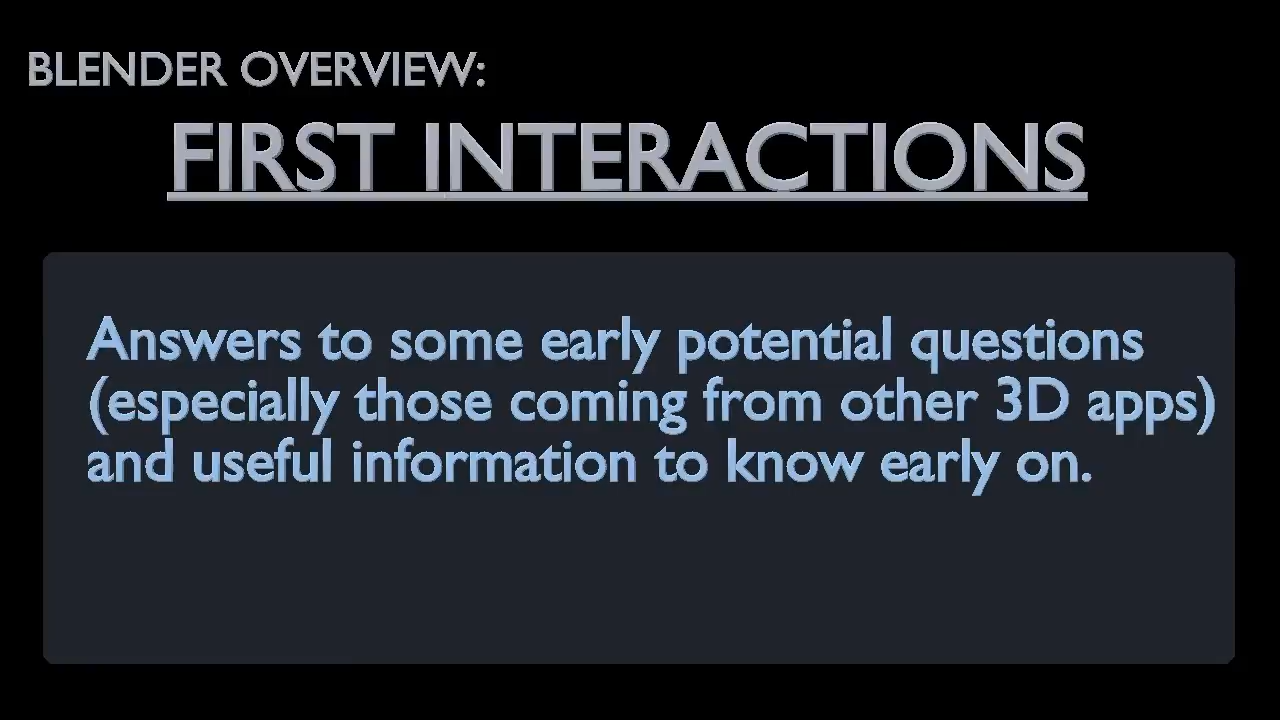 BLENDER OVERVIEW:
FIRST INTERACTIONS
Answers to some early potential questions
(especially those coming from other 3D apps)
and useful information to know early on.